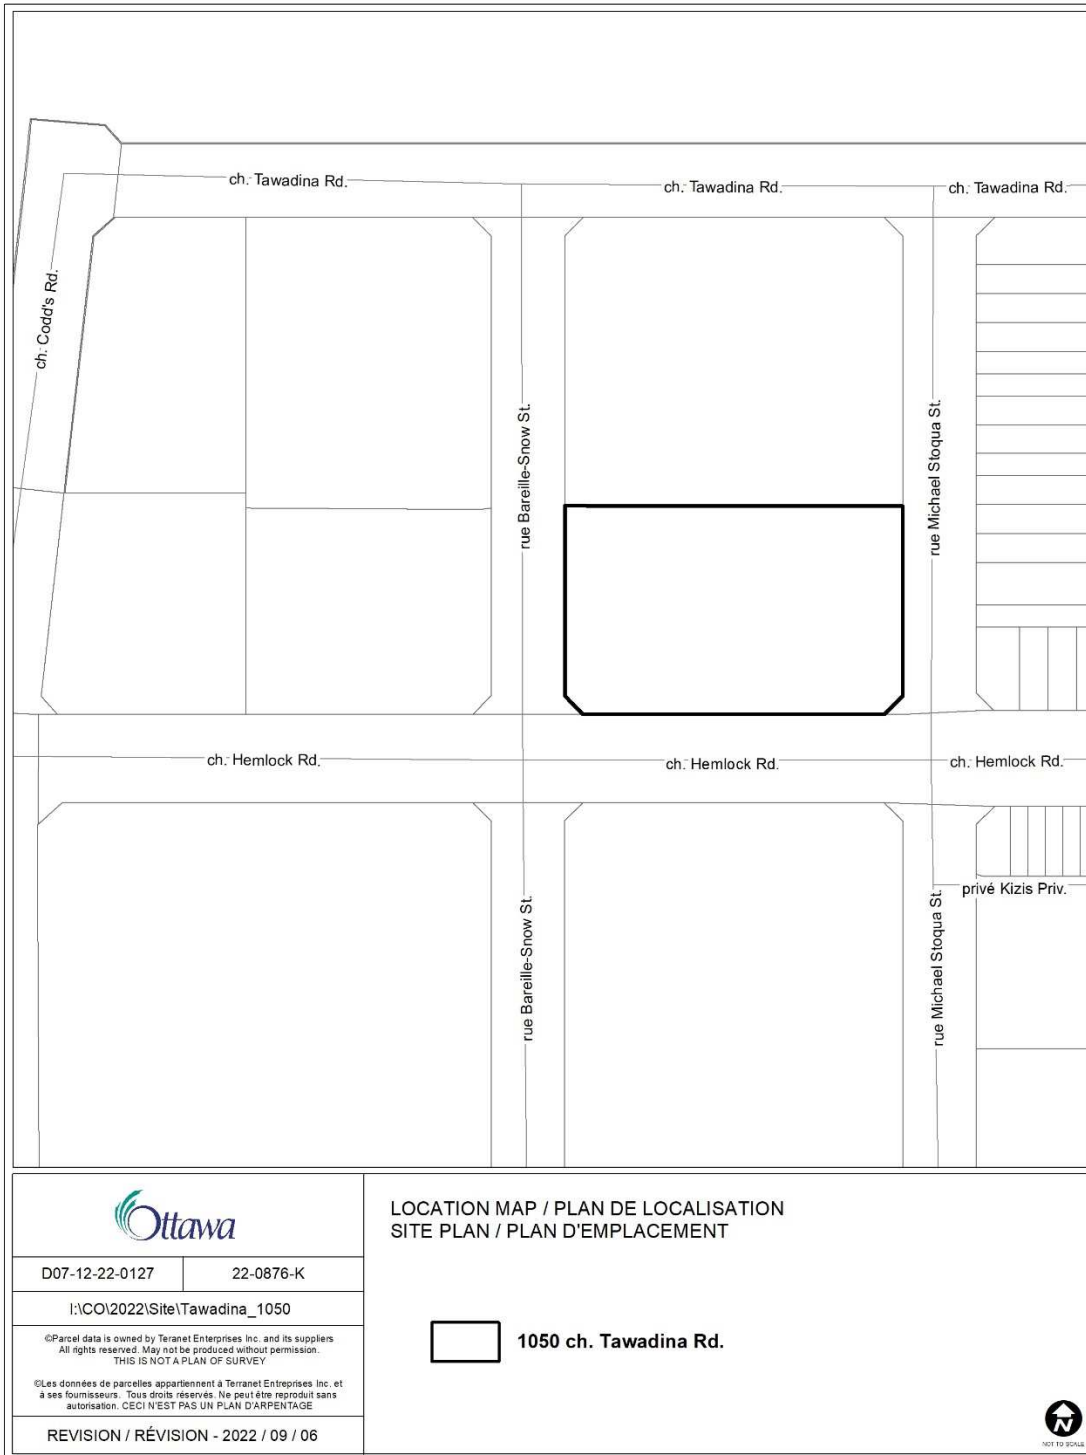 ch. Tawadina Rd.
ch. Tawadina Rd.
ch. Tawadina Rd.
ch. Codd's Rd.
rue Bareille-Snow St.
rue Michael Stoqua St.
ch. Hemlock Rd.
ch. Hemlock Rd.
ch. Hemlock Rd.
privé Kizis Priv.
rue Bareille-Snow St.
rue Michael Stoqua St.
Ottawa
D07-12-22-0127
22-0876-K
I:\CO\2022\Site\Tawadina_1050
©Parcel data is owned by Teranet Enterprises Inc. and its suppliers
All rights reserved. May not be produced without permission.
THIS IS NOT A PLAN OF SURVEY
©Les données de parcelles appartiennent à Terranet Entreprises Inc. et
à ses fournisseurs. Tous droits réservés. Ne peut être reproduit sans
autorisation. CECI N'EST PAS UN PLAN D'ARPENTAGE
REVISION / RÉVISION - 2022 / 09 / 06
LOCATION MAP / PLAN DE LOCALISATION
SITE PLAN / PLAN D'EMPLACEMENT
1050 ch. Tawadina Rd.
N
NOT TO SCALE